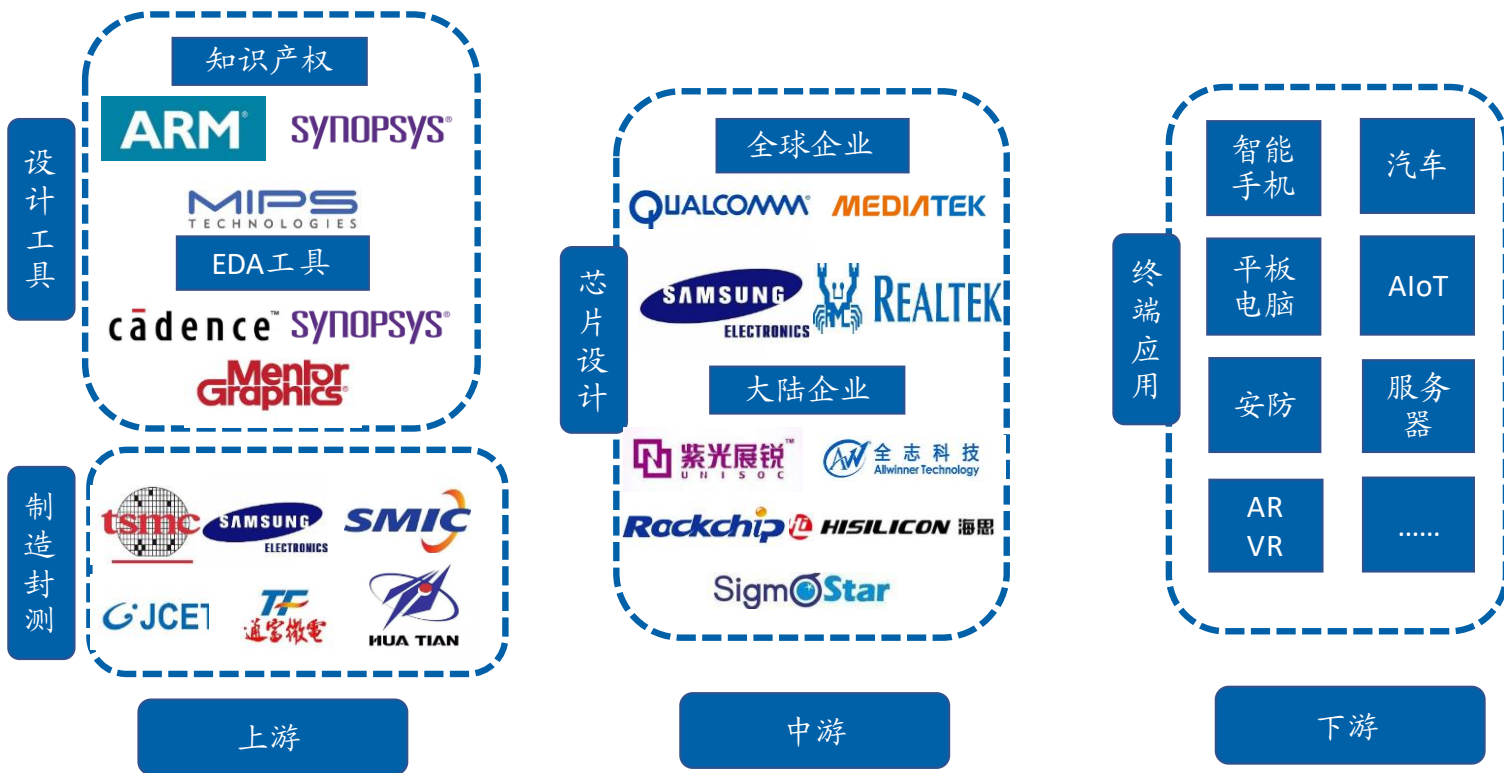 设计工具
知识产权
ARM®
SYNOPSYS®
MIPS
TECHNOLOGIES
EDA工具
cādence™
SYNOPSYS®
Mentor
Graphics®
制造封测
tsmc
SAMSUNG
ELECTRONICS
SMIC
JCET
TF
通富微電
HUA TIAN
上游
芯片设计
全球企业
QUALCOMM®
MEDIATEK
SAMSUNG
ELECTRONICS
REALTEK
大陆企业
紫光展锐™
UNISOC
AW
全志科技
Allwinner Technology
Rockchip
HISILICON 海思
SigmaStar
中游
终端应用
智能
手机
汽车
平板
电脑
AIoT
安防
服务
器
AR
VR
......
下游